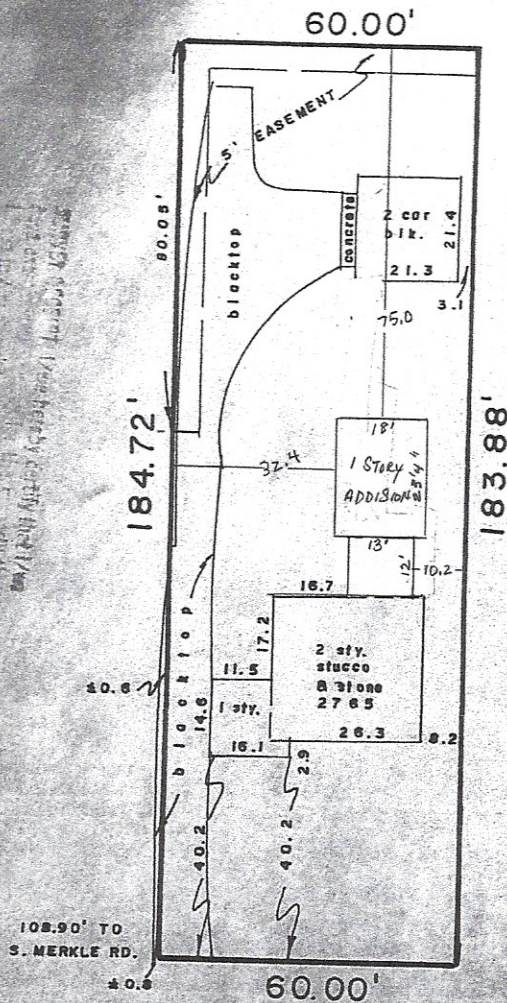 60.00'
5' EASEMENT
80.05'
blacktop
concrete
2 car
blk.
21.4
21.3
3.1
75.0
184.72'
183.88'
18'
1 STORY
ADDISION
23'4"
32.4
13'
12'
10.2
16.7
17.2
2 sty.
stucco
& stone
2765
11.5
1 sty.
14.6
26.3
8.2
16.1
2.9
±0.6
blacktop
40.2
40.2
108.90' TO
S. MERKLE RD.
±0.8
60.00'